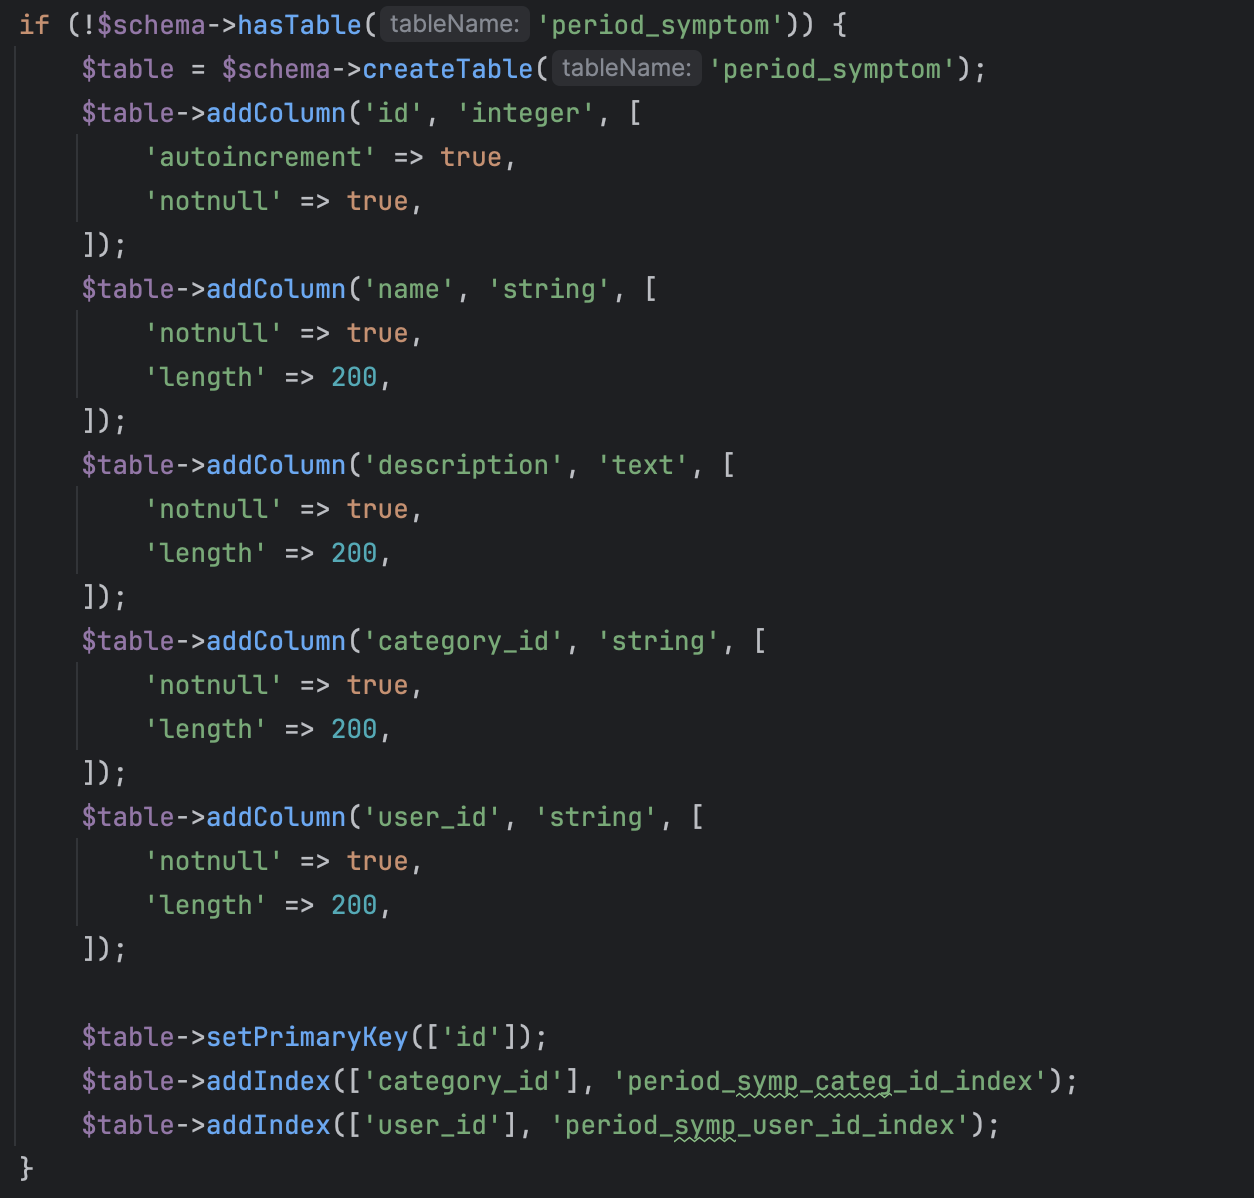 if (!$schema->hasTable( tableName: 'period_symptom')) {
    $table = $schema->createTable( tableName: 'period_symptom');
    $table->addColumn('id', 'integer', [
        'autoincrement' => true,
        'notnull' => true,
    ]);
    $table->addColumn('name', 'string', [
        'notnull' => true,
        'length' => 200,
    ]);
    $table->addColumn('description', 'text', [
        'notnull' => true,
        'length' => 200,
    ]);
    $table->addColumn('category_id', 'string', [
        'notnull' => true,
        'length' => 200,
    ]);
    $table->addColumn('user_id', 'string', [
        'notnull' => true,
        'length' => 200,
    ]);

    $table->setPrimaryKey(['id']);
    $table->addIndex(['category_id'], 'period_symp_categ_id_index');
    $table->addIndex(['user_id'], 'period_symp_user_id_index');
}